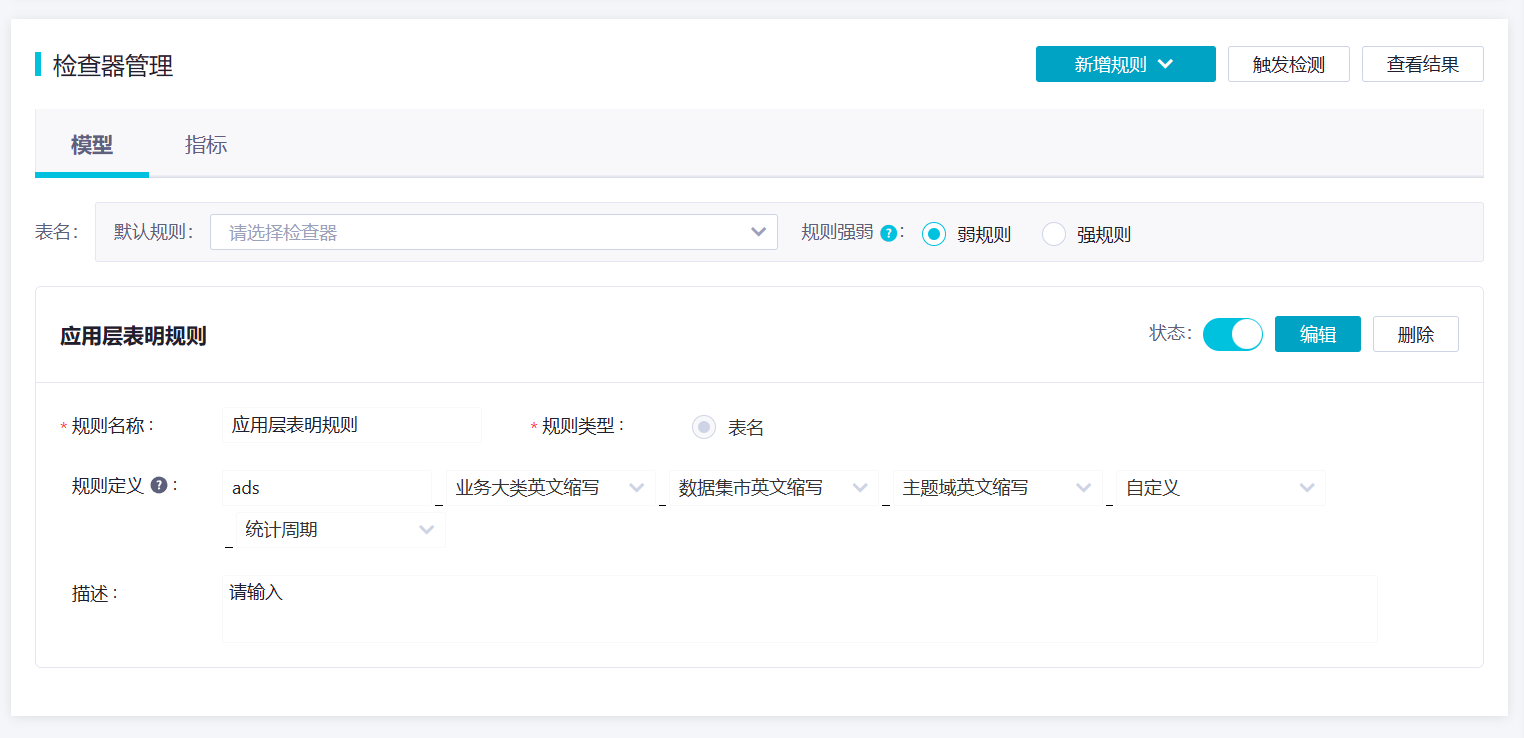 检查器管理
新增规则 触发检测 查看结果
模型 指标
表名: 默认规则: 请选择检查器 规则强弱 ?: 弱规则 强规则
应用层表明规则 状态: 编辑 删除
* 规则名称: 应用层表明规则 * 规则类型: 表名
规则定义 ?: ads _ 业务大类英文缩写 _ 数据集市英文缩写 _ 主题域英文缩写 _ 自定义
_ 统计周期
描述: 请输入